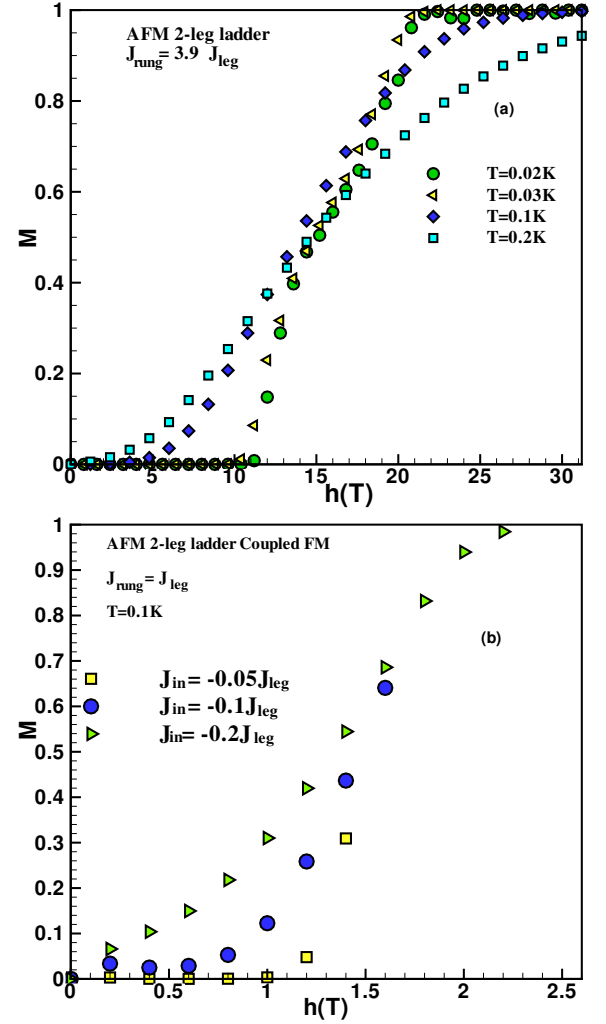 AFM 2-leg ladder
J_rung = 3.9 J_leg
(a)
T=0.02K
T=0.03K
T=0.1K
T=0.2K
M
1
0.8
0.6
0.4
0.2
0
0 5 10 15 20 25 30
h(T)
AFM 2-leg ladder Coupled FM
J_rung = J_leg
T=0.1K
(b)
J_in = -0.05J_leg
J_in = -0.1J_leg
J_in = -0.2J_leg
M
1
0.9
0.8
0.7
0.6
0.5
0.4
0.3
0.2
0.1
0
0 0.5 1 1.5 2 2.5
h(T)